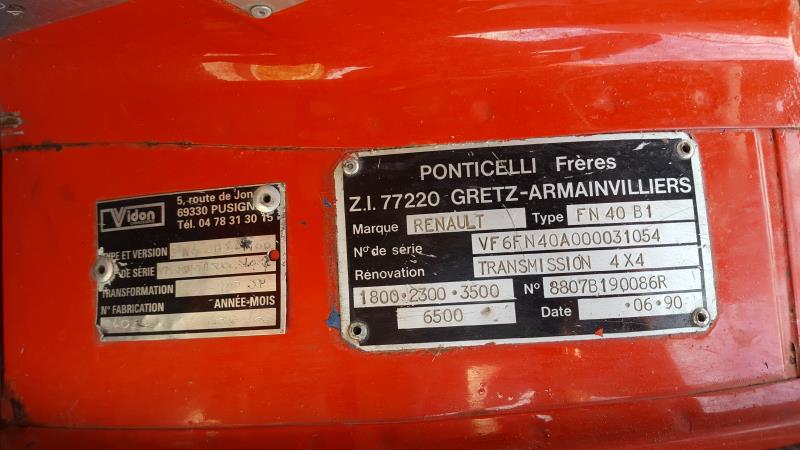 Vidon
5, route de
69330 PUSIGN
Tél. 04 78 31 30 15
TYPE ET VERSION
DE SÉRIE
TRANSFORMATION
N° FABRICATION ANNÉE-MOIS
PONTICELLI Frères
Z.I. 77220 GRETZ-ARMAINVILLIERS
Marque RENAULT Type FN 40 B1
N° de série VF6FN40A000031054
Rénovation TRANSMISSION 4X4
1800•2300•3500 N° 8807B190086R
6500 Date •06•90